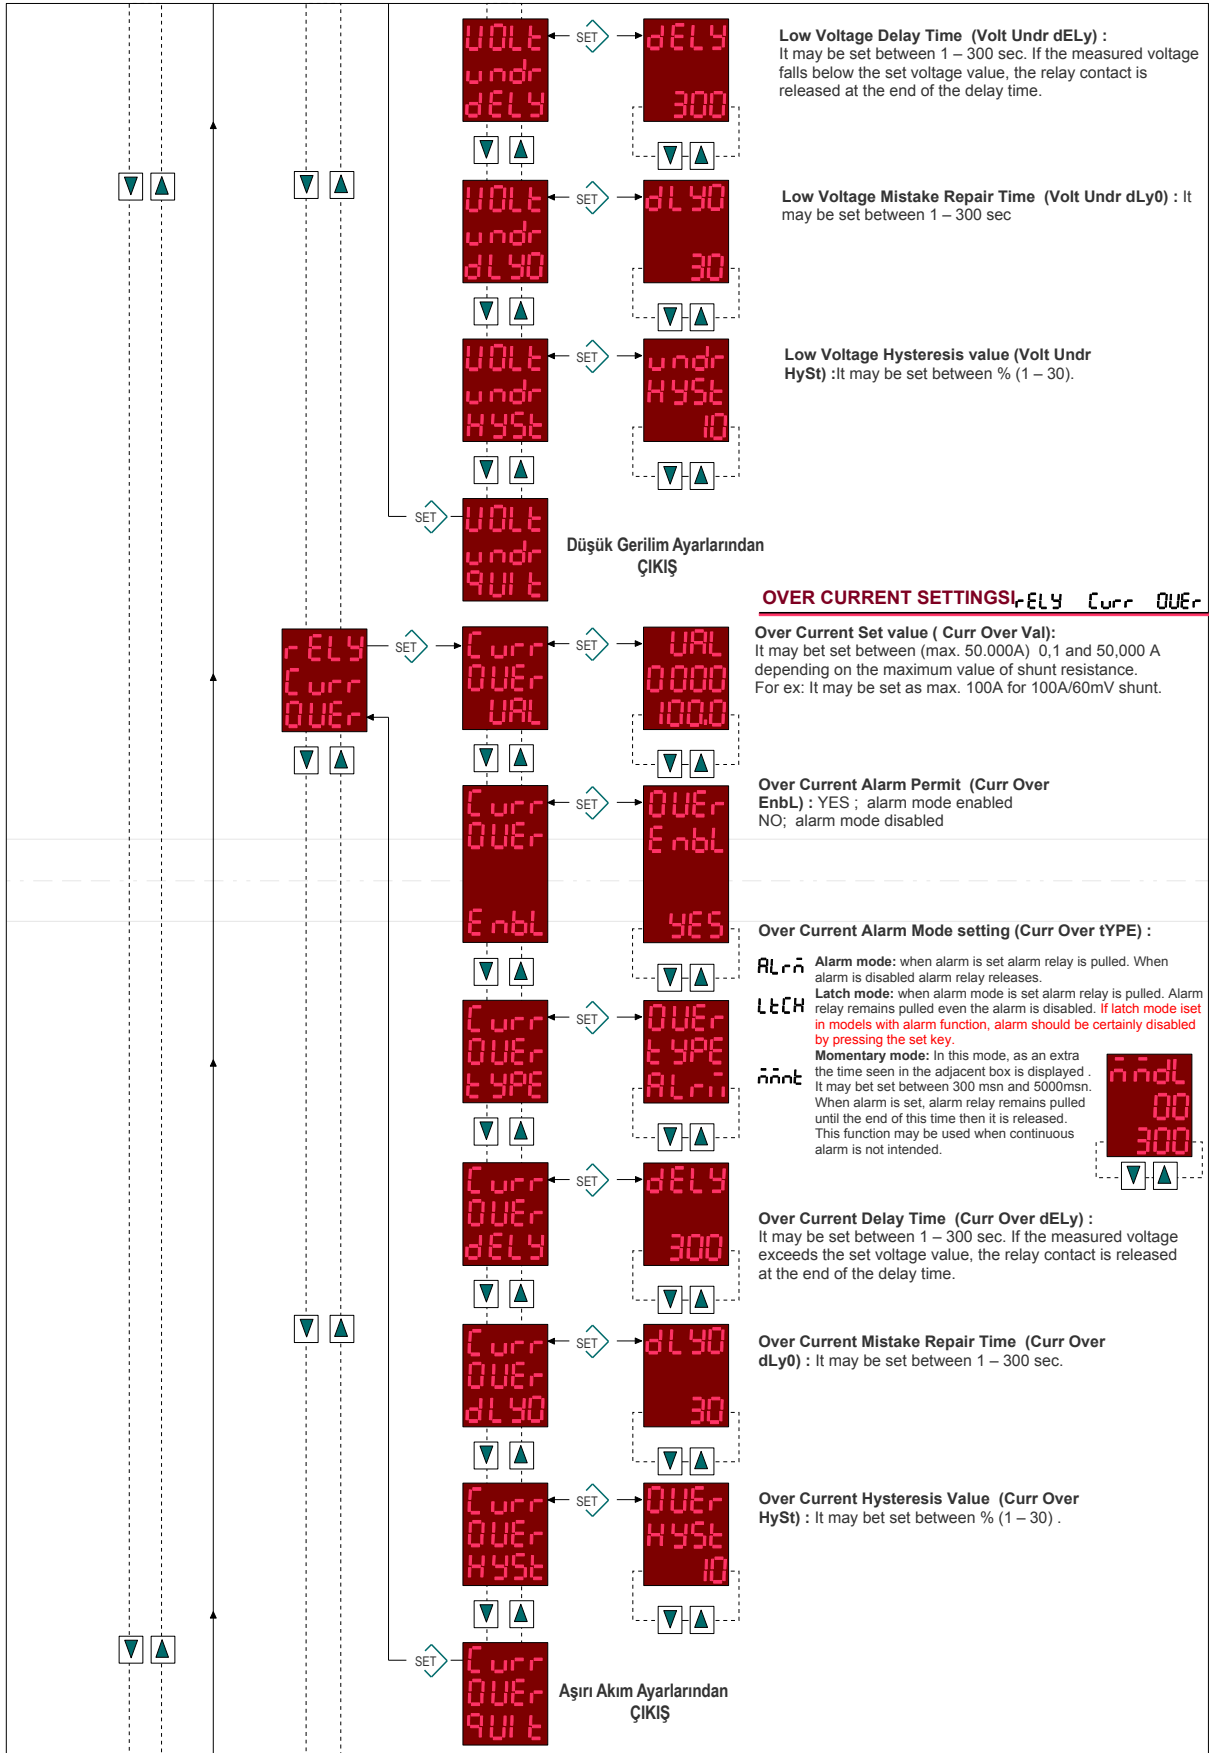 VOLt
undr
dELY
SET
dELY
300
Low Voltage Delay Time (Volt Undr dELy) :
It may be set between 1 – 300 sec. If the measured voltage
falls below the set voltage value, the relay contact is
released at the end of the delay time.
VOLt
undr
dLY0
SET
dLY0
30
Low Voltage Mistake Repair Time (Volt Undr dLy0) : It
may be set between 1 – 300 sec
VOLt
undr
HYSt
SET
undr
HYSt
10
Low Voltage Hysteresis value (Volt Undr
HySt) :It may be set between % (1 – 30).
SET
VOLt
undr
qUIt
Düşük Gerilim Ayarlarından
ÇIKIŞ
OVER CURRENT SETTINGSI rELY Curr OVEr
rELY
Curr
OVEr
SET
Curr
OVEr
VAL
SET
VAL
0000
100.0
Over Current Set value ( Curr Over Val):
It may bet set between (max. 50.000A) 0,1 and 50,000 A
depending on the maximum value of shunt resistance.
For ex: It may be set as max. 100A for 100A/60mV shunt.
Curr
OVEr
EnbL
SET
OVEr
EnbL
YES
Over Current Alarm Permit (Curr Over
EnbL) : YES ; alarm mode enabled
NO; alarm mode disabled
Over Current Alarm Mode setting (Curr Over tYPE) :
Curr
OVEr
tYPE
SET
OVEr
tYPE
ALrm
ALrm Alarm mode: when alarm is set alarm relay is pulled. When
alarm is disabled alarm relay releases.
LtCH Latch mode: when alarm mode is set alarm relay is pulled. Alarm
relay remains pulled even the alarm is disabled. If latch mode iset
in models with alarm function, alarm should be certainly disabled
by pressing the set key.
mmnt Momentary mode: In this mode, as an extra
the time seen in the adjacent box is displayed .
It may bet set between 300 msn and 5000msn.
When alarm is set, alarm relay remains pulled
until the end of this time then it is released.
This function may be used when continuous
alarm is not intended.
mmdL
00
300
Curr
OVEr
dELY
SET
dELY
300
Over Current Delay Time (Curr Over dELy) :
It may be set between 1 – 300 sec. If the measured voltage
exceeds the set voltage value, the relay contact is released
at the end of the delay time.
Curr
OVEr
dLY0
SET
dLY0
30
Over Current Mistake Repair Time (Curr Over
dLy0) : It may be set between 1 – 300 sec.
Curr
OVEr
HYSt
SET
OVEr
HYSt
10
Over Current Hysteresis Value (Curr Over
HySt) : It may bet set between % (1 – 30) .
SET
Curr
OVEr
qUIt
Aşırı Akım Ayarlarından
ÇIKIŞ